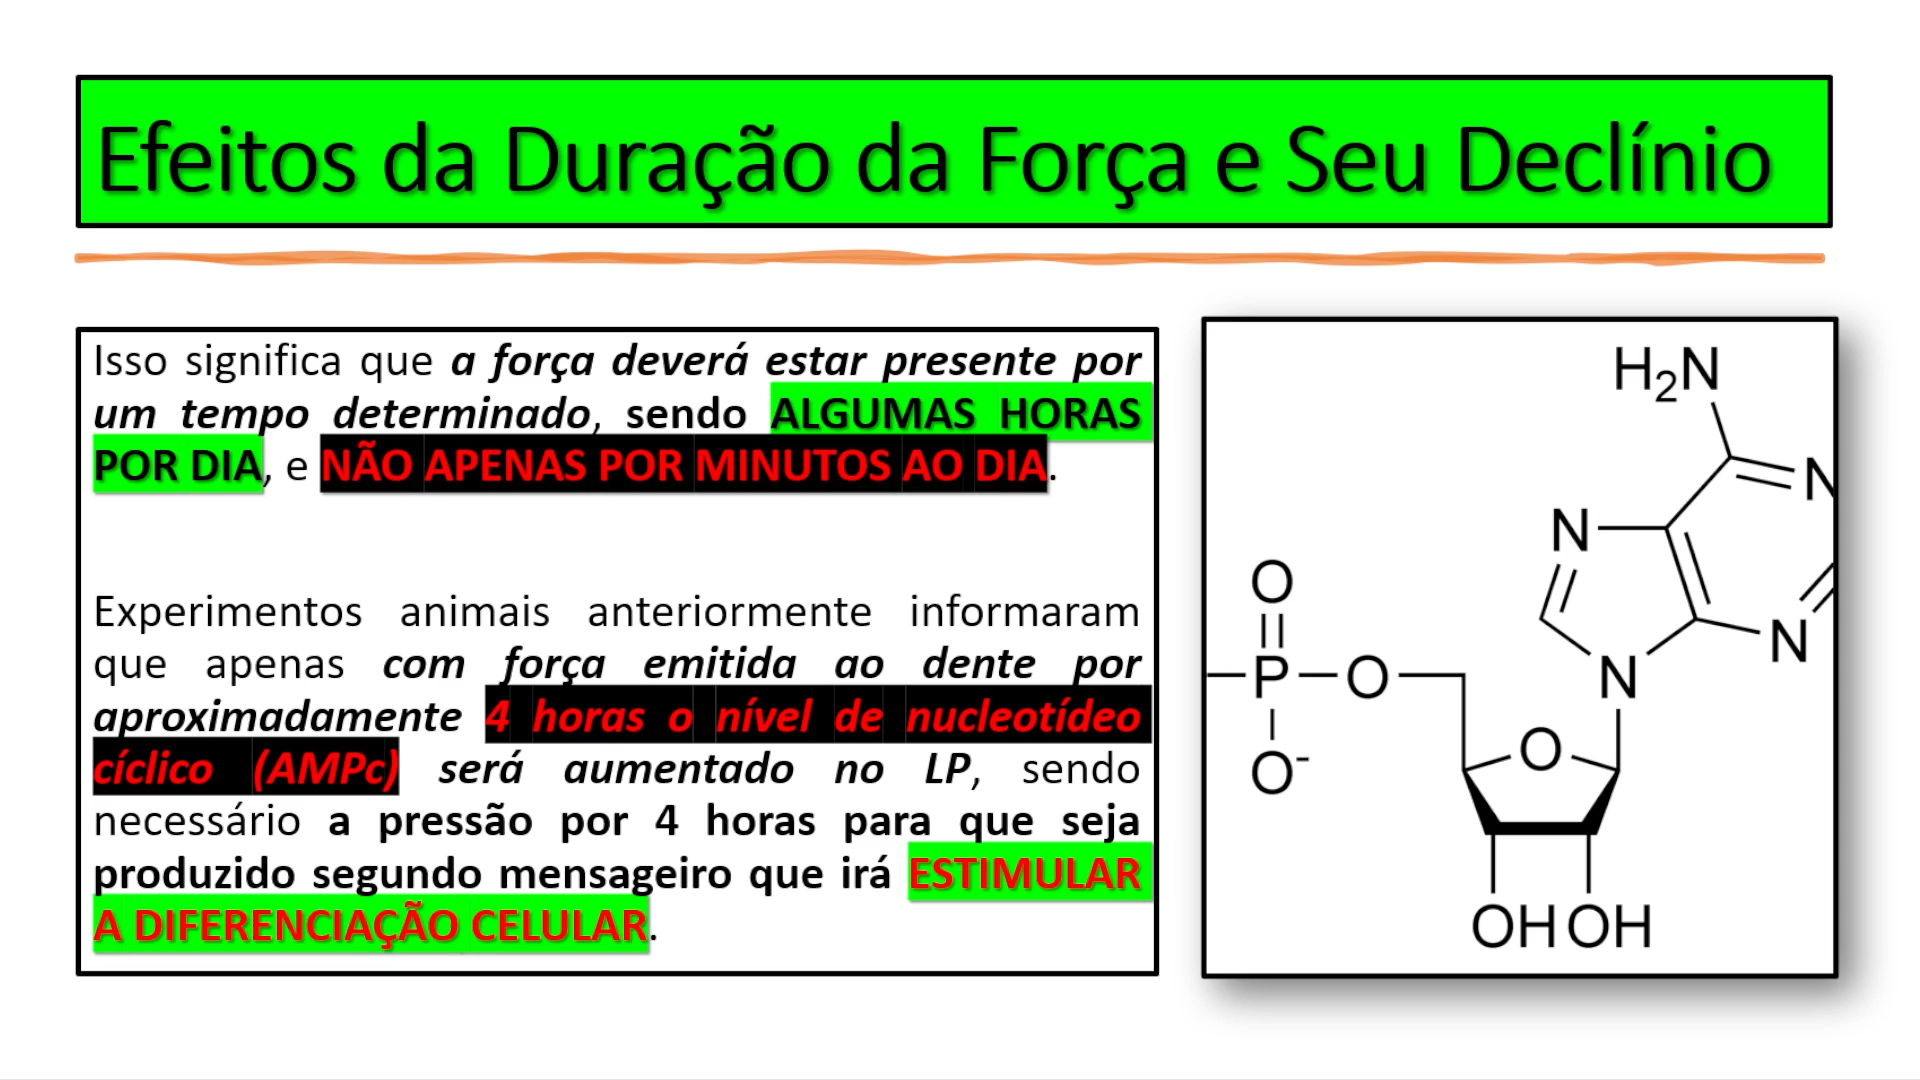 Efeitos da Duração da Força e Seu Declínio
Isso significa que a força deverá estar presente por
um tempo determinado, sendo ALGUMAS HORAS
POR DIA, e NÃO APENAS POR MINUTOS AO DIA.
Experimentos animais anteriormente informaram
que apenas com força emitida ao dente por
aproximadamente 4 horas o nível de nucleotídeo
cíclico (AMPc) será aumentado no LP, sendo
necessário a pressão por 4 horas para que seja
produzido segundo mensageiro que irá ESTIMULAR
A DIFERENCIAÇÃO CELULAR.
H₂N
N
N
O
N
P
O
N
O
O⁻
OH OH